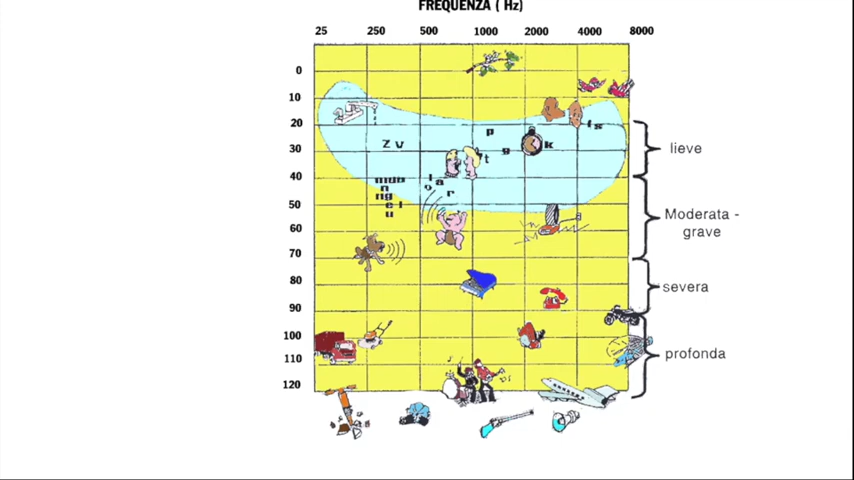 FREQUENZA ( Hz)
25 250 500 1000 2000 4000 8000
0
10
20
30
40
50
60
70
80
90
100
110
120
f s
p
z v
g
k
t
i
a
o
r
n
u
lieve
Moderata -
grave
severa
profonda